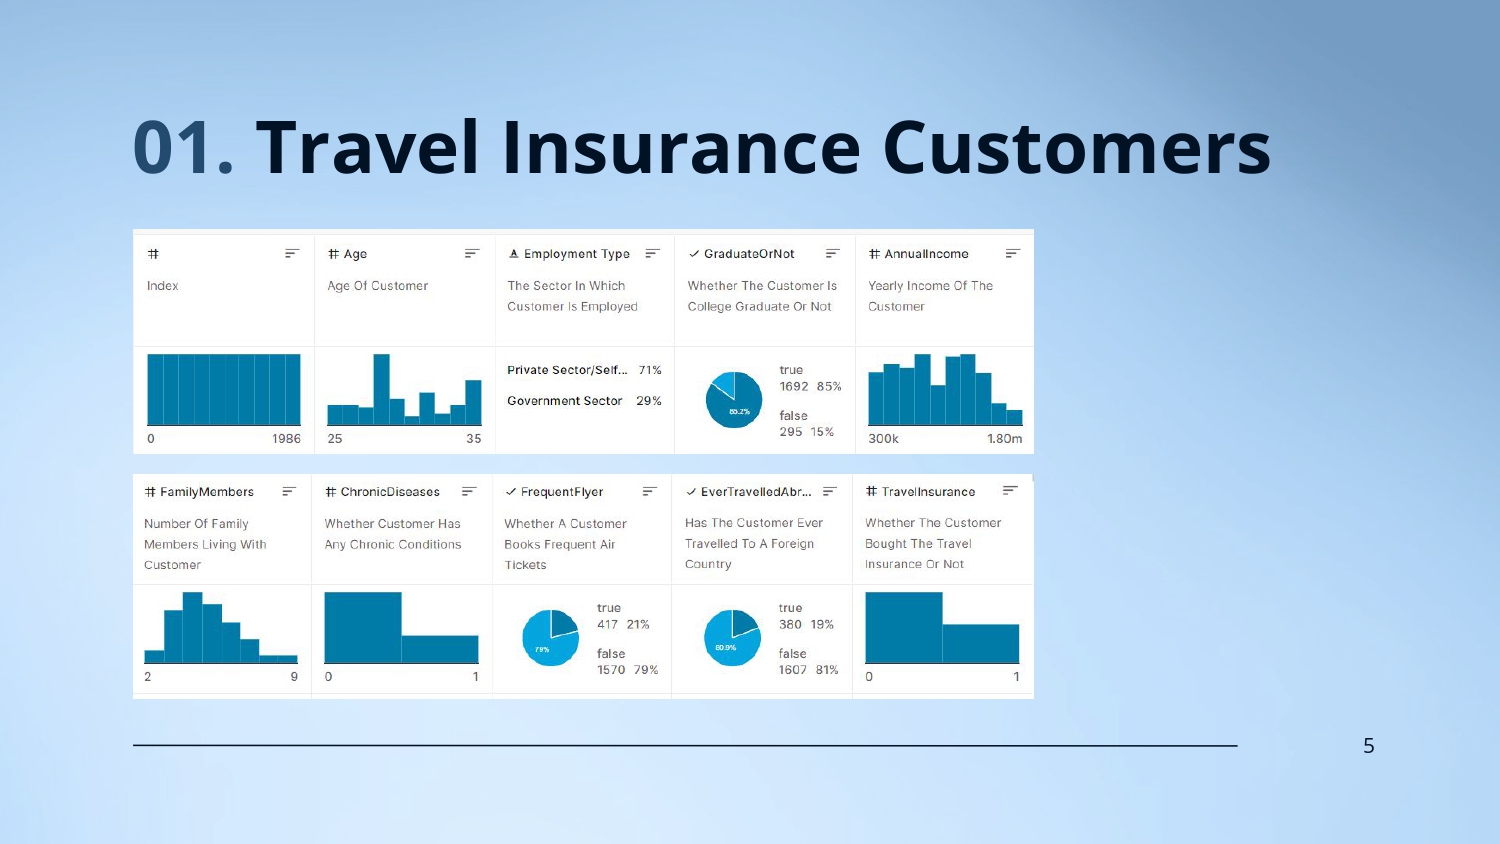 01. Travel Insurance Customers
#
Index
0 1986
# Age
Age Of Customer
25 35
A Employment Type
The Sector In Which
Customer Is Employed
Private Sector/Self... 71%
Government Sector 29%
✓ GraduateOrNot
Whether The Customer Is
College Graduate Or Not
85.2%
true
1692 85%
false
295 15%
# AnnualIncome
Yearly Income Of The
Customer
300k 1.80m
# FamilyMembers
Number Of Family
Members Living With
Customer
2 9
# ChronicDiseases
Whether Customer Has
Any Chronic Conditions
0 1
✓ FrequentFlyer
Whether A Customer
Books Frequent Air
Tickets
79%
true
417 21%
false
1570 79%
✓ EverTravelledAbr...
Has The Customer Ever
Travelled To A Foreign
Country
80.9%
true
380 19%
false
1607 81%
# TravelInsurance
Whether The Customer
Bought The Travel
Insurance Or Not
0 1
5